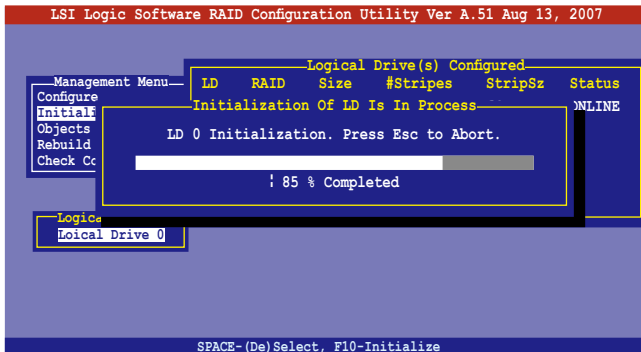 LSI Logic Software RAID Configuration Utility Ver A.51 Aug 13, 2007
Logical Drive(s) Configured
LD RAID Size #Stripes StripSz Status
ONLINE
Management Menu
Configure
Initiali
Objects
Rebuild
Check Co
Initialization Of LD Is In Process
LD 0 Initialization. Press Esc to Abort.
85 % Completed
Logica
Loical Drive 0
SPACE-(De)Select, F10-Initialize